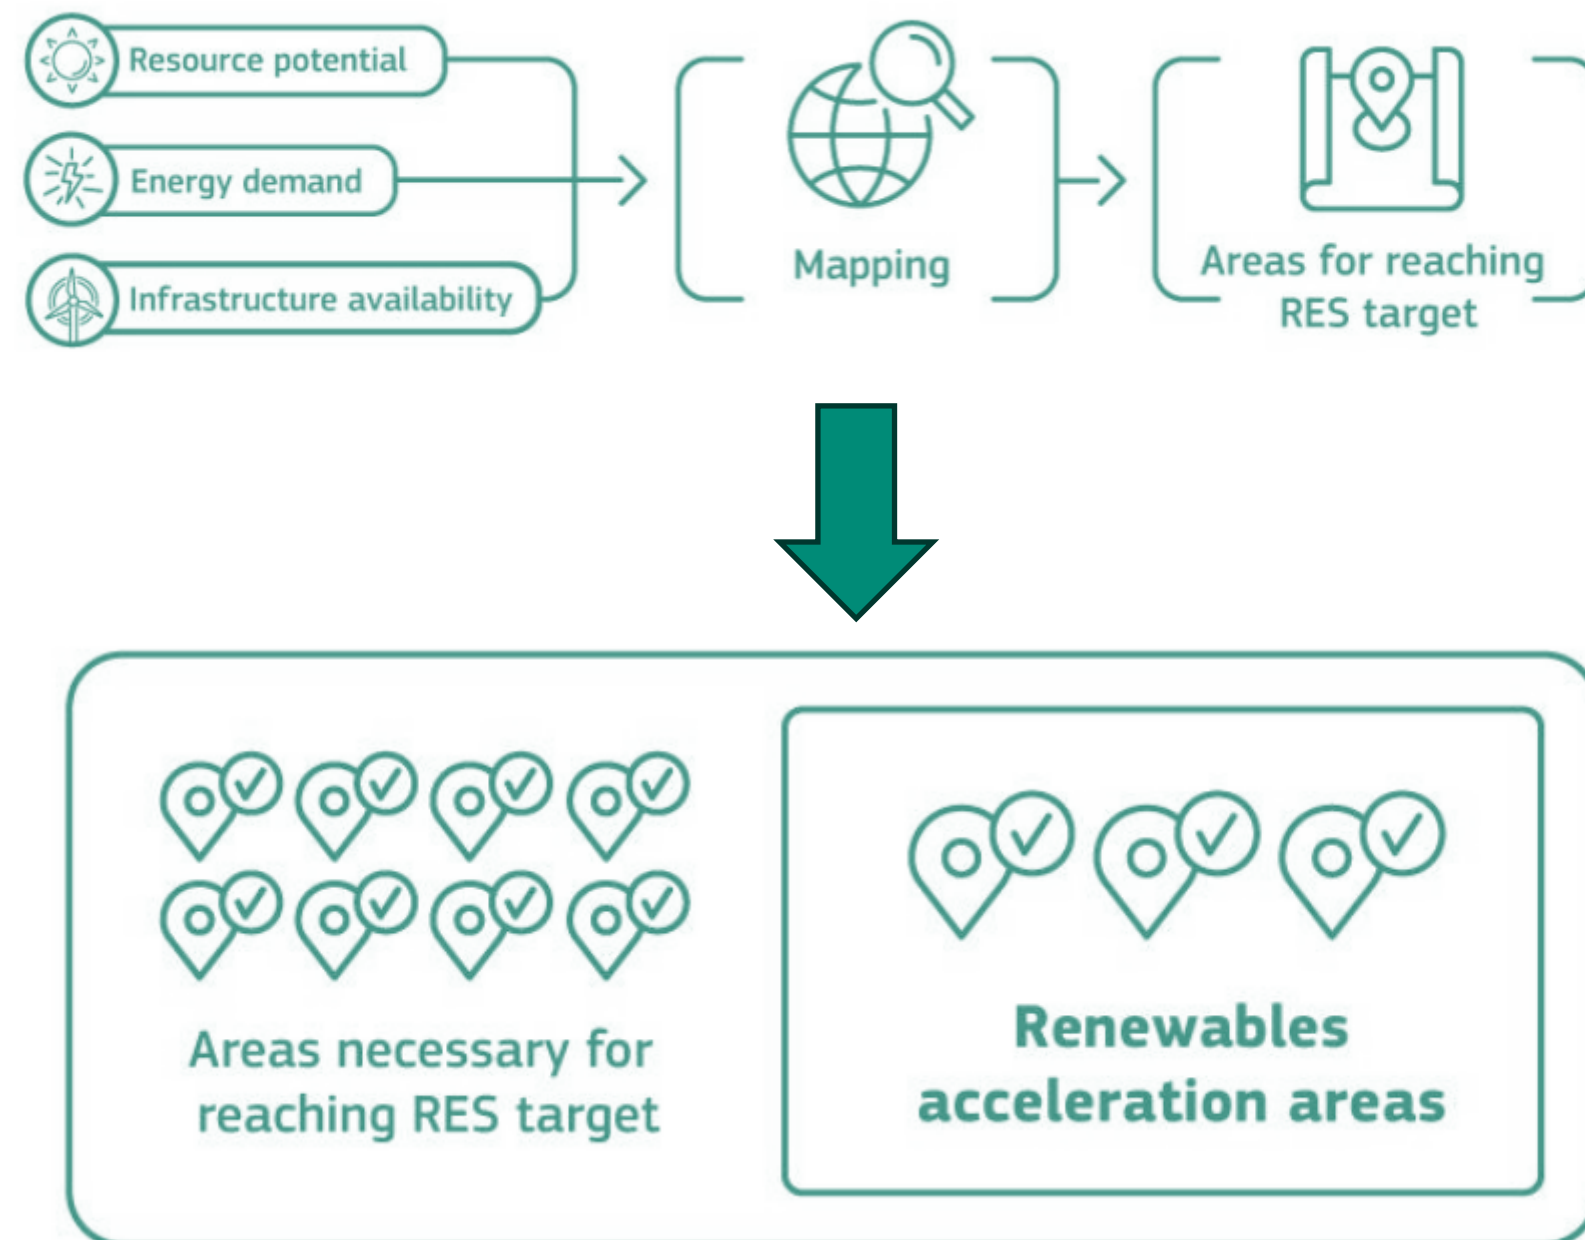 Resource potential
Energy demand
Infrastructure availability
Mapping
Areas for reaching
RES target
Areas necessary for
reaching RES target
Renewables
acceleration areas